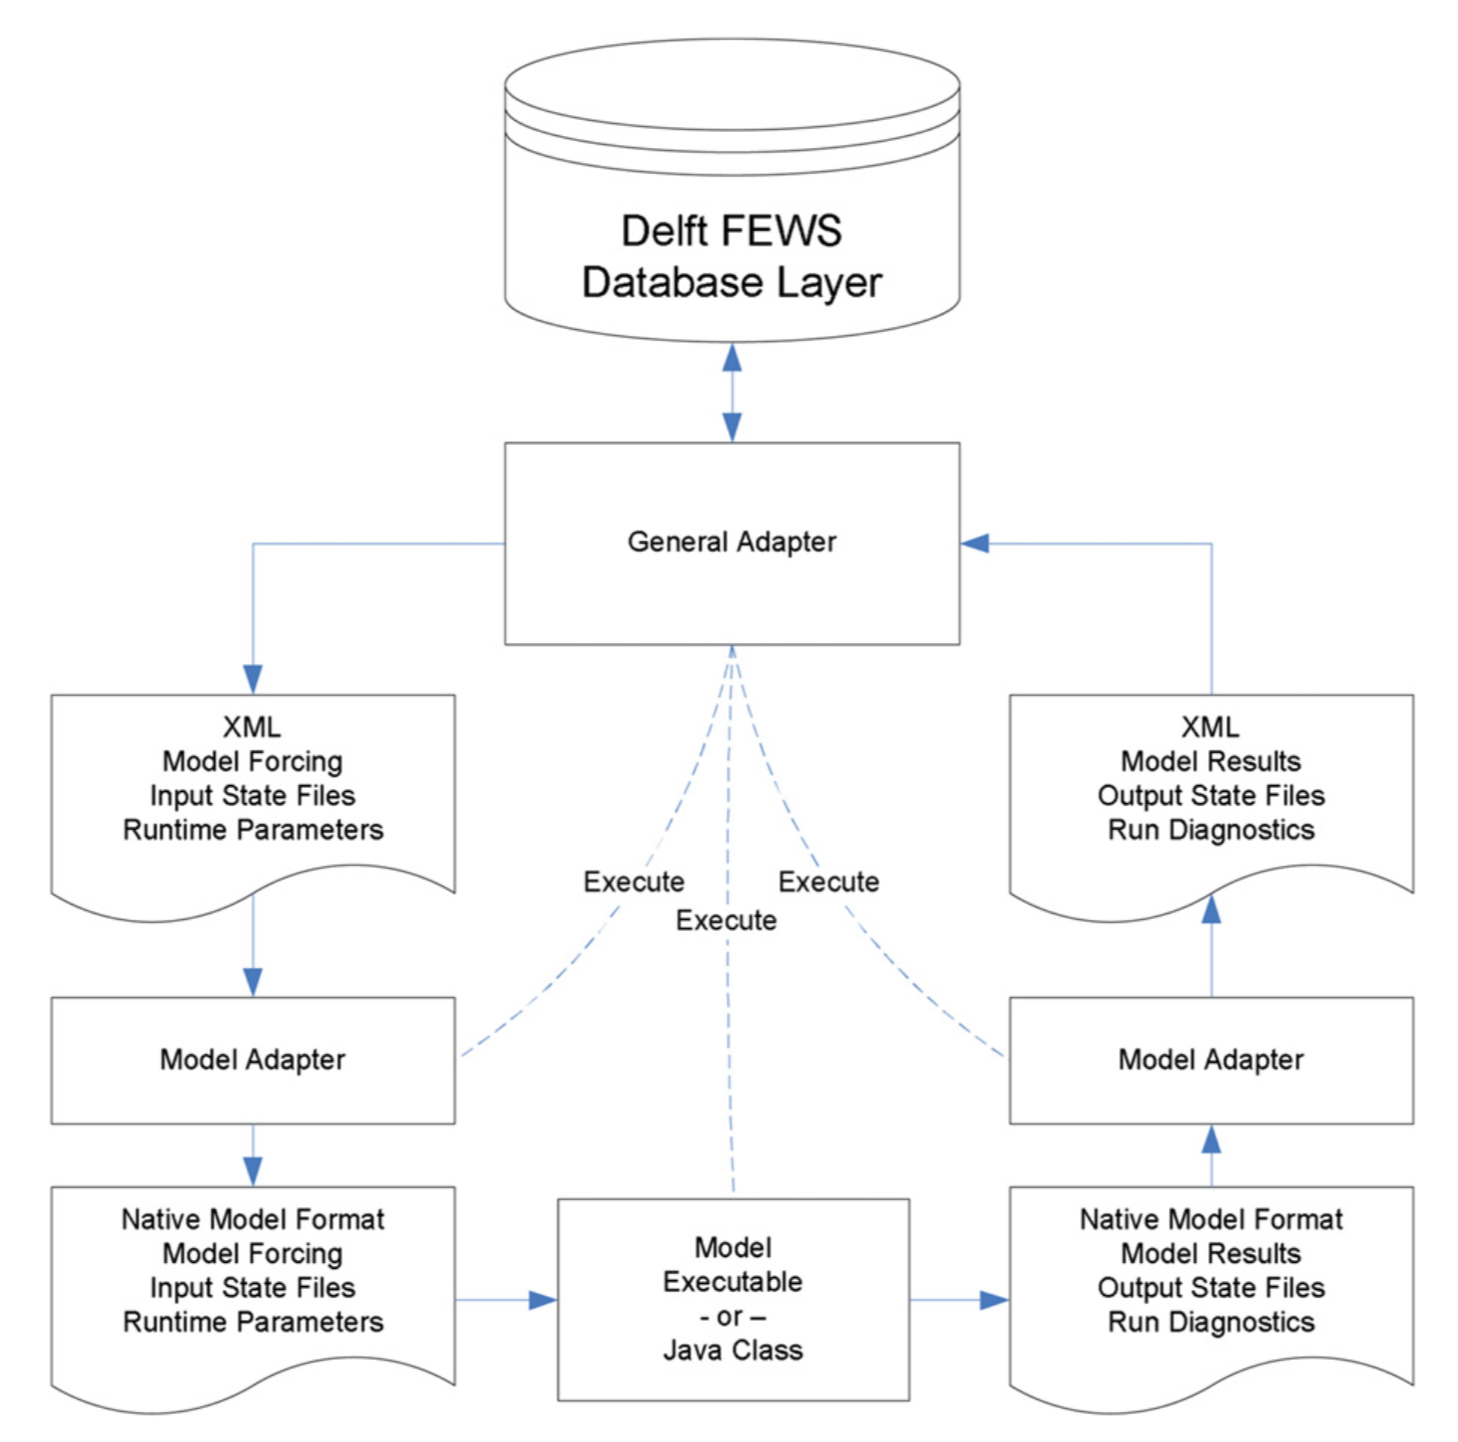 Delft FEWS
Database Layer
General Adapter
XML
Model Forcing
Input State Files
Runtime Parameters
XML
Model Results
Output State Files
Run Diagnostics
Execute
Execute
Execute
Model Adapter
Model Adapter
Native Model Format
Model Forcing
Input State Files
Runtime Parameters
Model
Executable
- or –
Java Class
Native Model Format
Model Results
Output State Files
Run Diagnostics